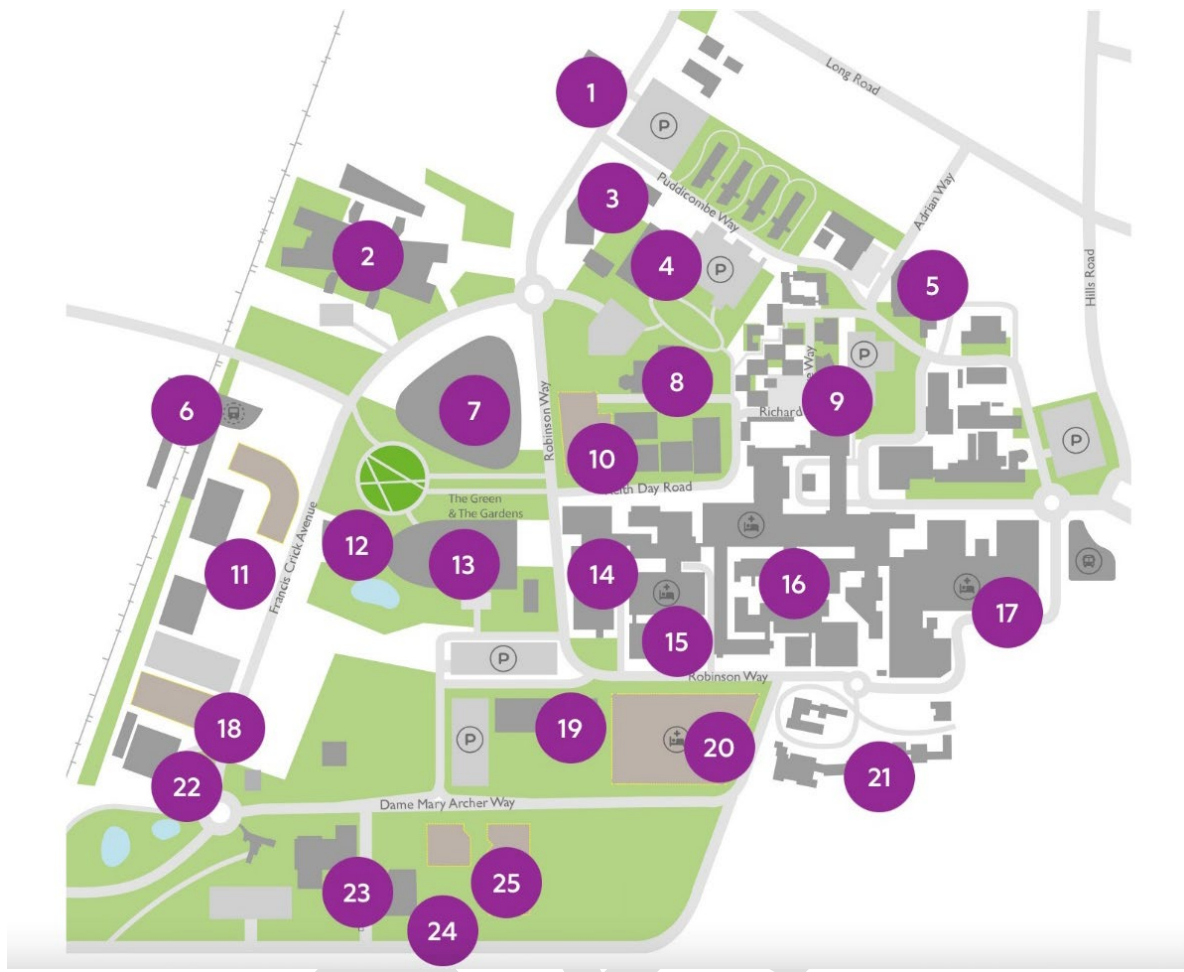 Long Road
1
P
Adrian Way
3
Puddicombe Way
2
4
P
5
Hills Road
8
P
6
7
Robinson Way
Richard
9
P
10
The Green
& The Gardens
12
Francis Crick Avenue
13
14
16
11
15
17
P
Robinson Way
18
P
19
20
21
22
Dame Mary Archer Way
23
25
24